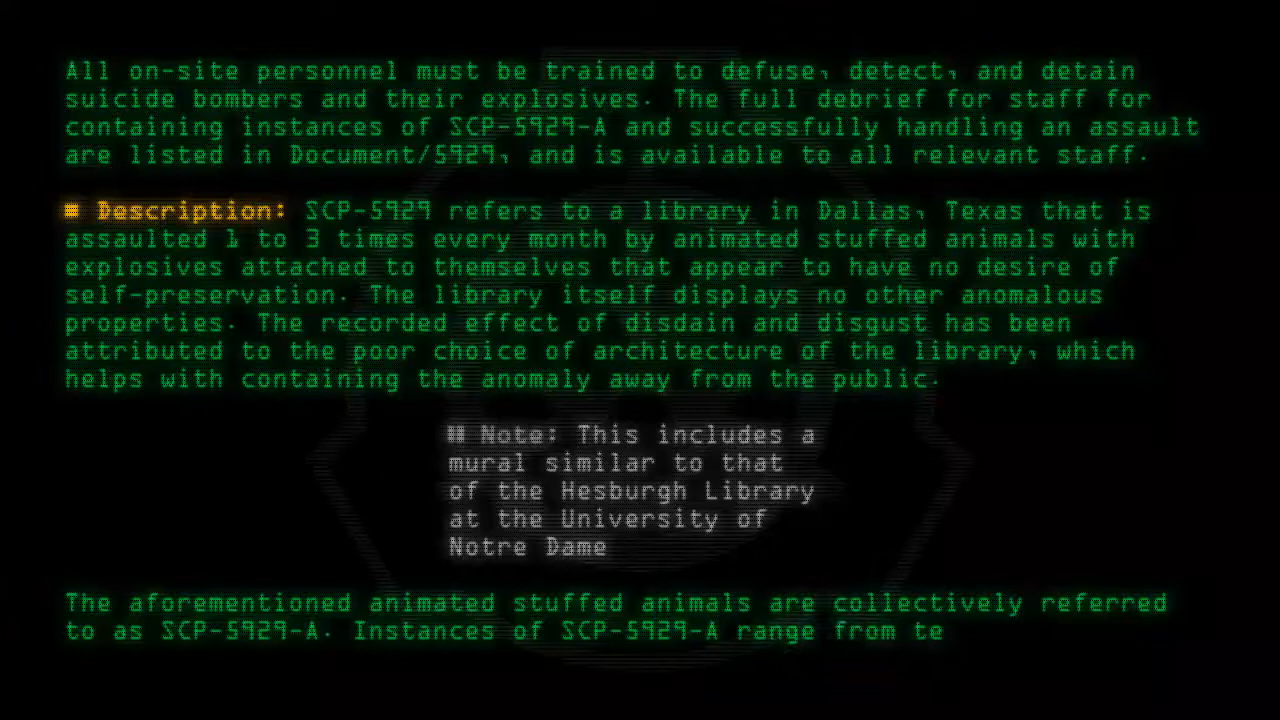 All on-site personnel must be trained to defuse, detect, and detain
suicide bombers and their explosives. The full debrief for staff for
containing instances of SCP-5929-A and successfully handling an assault
are listed in Document/5929, and is available to all relevant staff.
# Description: SCP-5929 refers to a library in Dallas, Texas that is
assaulted 1 to 3 times every month by animated stuffed animals with
explosives attached to themselves that appear to have no desire of
self-preservation. The library itself displays no other anomalous
properties. The recorded effect of disdain and disgust has been
attributed to the poor choice of architecture of the library, which
helps with containing the anomaly away from the public.
## Note: This includes a
mural similar to that
of the Hesburgh Library
at the University of
Notre Dame
The aforementioned animated stuffed animals are collectively referred
to as SCP-5929-A. Instances of SCP-5929-A range from te